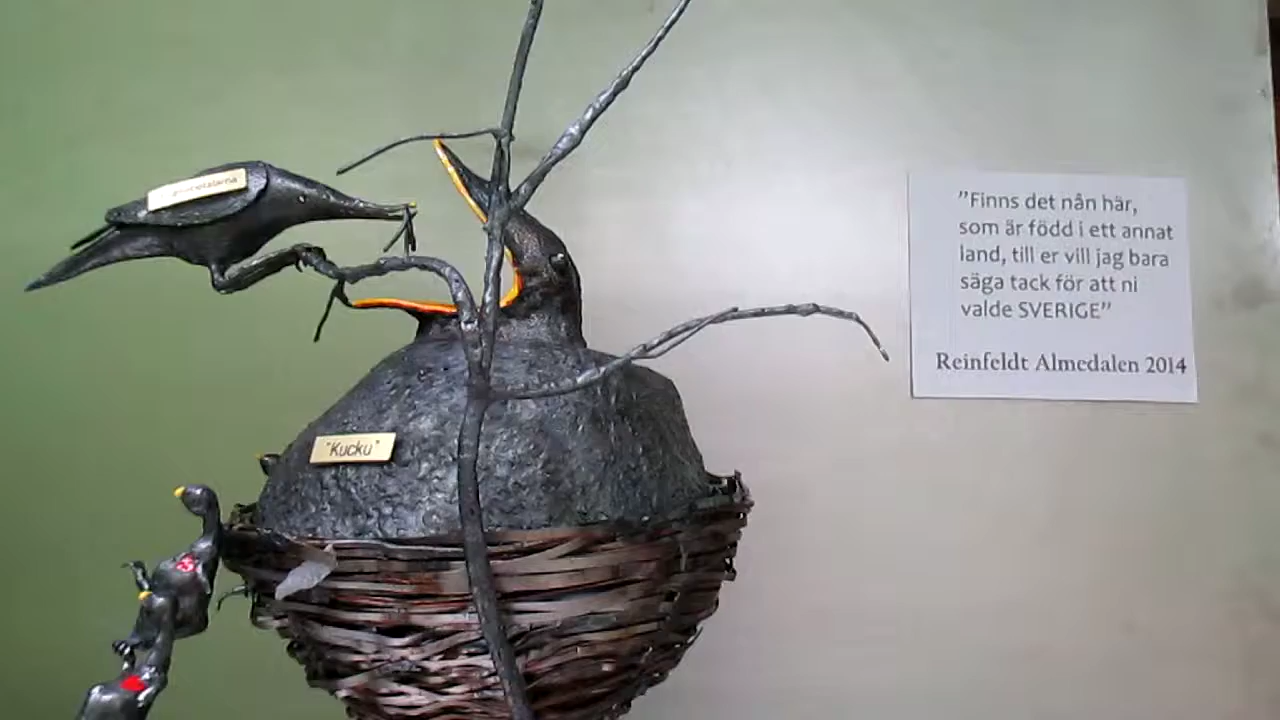 "Kucku"
"Finns det nån här,
som är född i ett annat
land, till er vill jag bara
säga tack för att ni
valde SVERIGE"
Reinfeldt Almedalen 2014